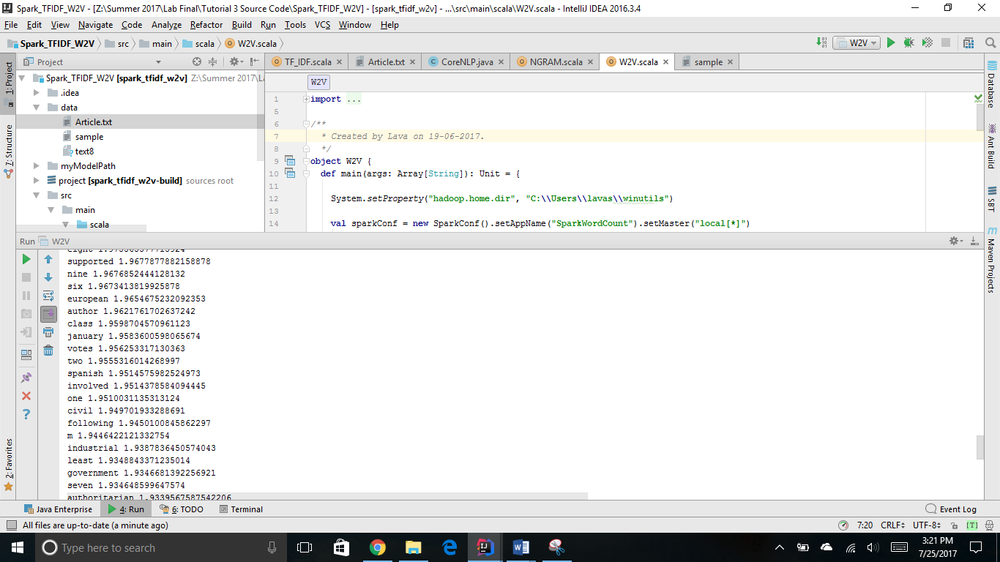 Spark_TFIDF_W2V - [Z:\Summer 2017\Lab Final\Tutorial 3 Source Code\Spark_TFIDF_W2V] - [spark_tfidf_w2v] - ...\src\main\scala\W2V.scala - IntelliJ IDEA 2016.3.4
File Edit View Navigate Code Analyze Refactor Build Run Tools VCS Window Help
Spark_TFIDF_W2V src main scala W2V.scala W2V
Project TF_IDF.scala Article.txt CoreNLP.java NGRAM.scala W2V.scala sample
1: Project
7: Structure
2: Favorites
Spark_TFIDF_W2V [spark_tfidf_w2v] Z:\Summer 2017\L
.idea
data
Article.txt
sample
text8
myModelPath
project [spark_tfidf_w2v-build] sources root
src
main
scala
W2V
1 import ...
5
6 /**
7 * Created by Lava on 19-06-2017.
8 */
9 object W2V {
10 def main(args: Array[String]): Unit = {
11
12 System.setProperty("hadoop.home.dir", "C:\\Users\\lavas\\winutils")
13
14 val sparkConf = new SparkConf().setAppName("SparkWordCount").setMaster("local[*]")
Database
Ant Build
SBT
Maven Projects
Run W2V
supported 1.9677877882158878
nine 1.9676852444128132
six 1.9673413819925878
european 1.9654675232092353
author 1.9621761702637242
class 1.9598704570961123
january 1.9583600598065674
votes 1.956253317130363
two 1.9555316014268997
spanish 1.9514575982524973
involved 1.9514378584094445
one 1.9510031135313124
civil 1.949701933288691
following 1.9450100845862297
m 1.9446422121332754
industrial 1.9387836450574043
least 1.9348843371235014
government 1.9346681392256921
seven 1.934648599647574
authoritarian 1.9339567587542206
Java Enterprise 4: Run 6: TODO Terminal Event Log
All files are up-to-date (a minute ago) 7:20 CRLF UTF-8 [T]
Type here to search
3:21 PM
7/25/2017